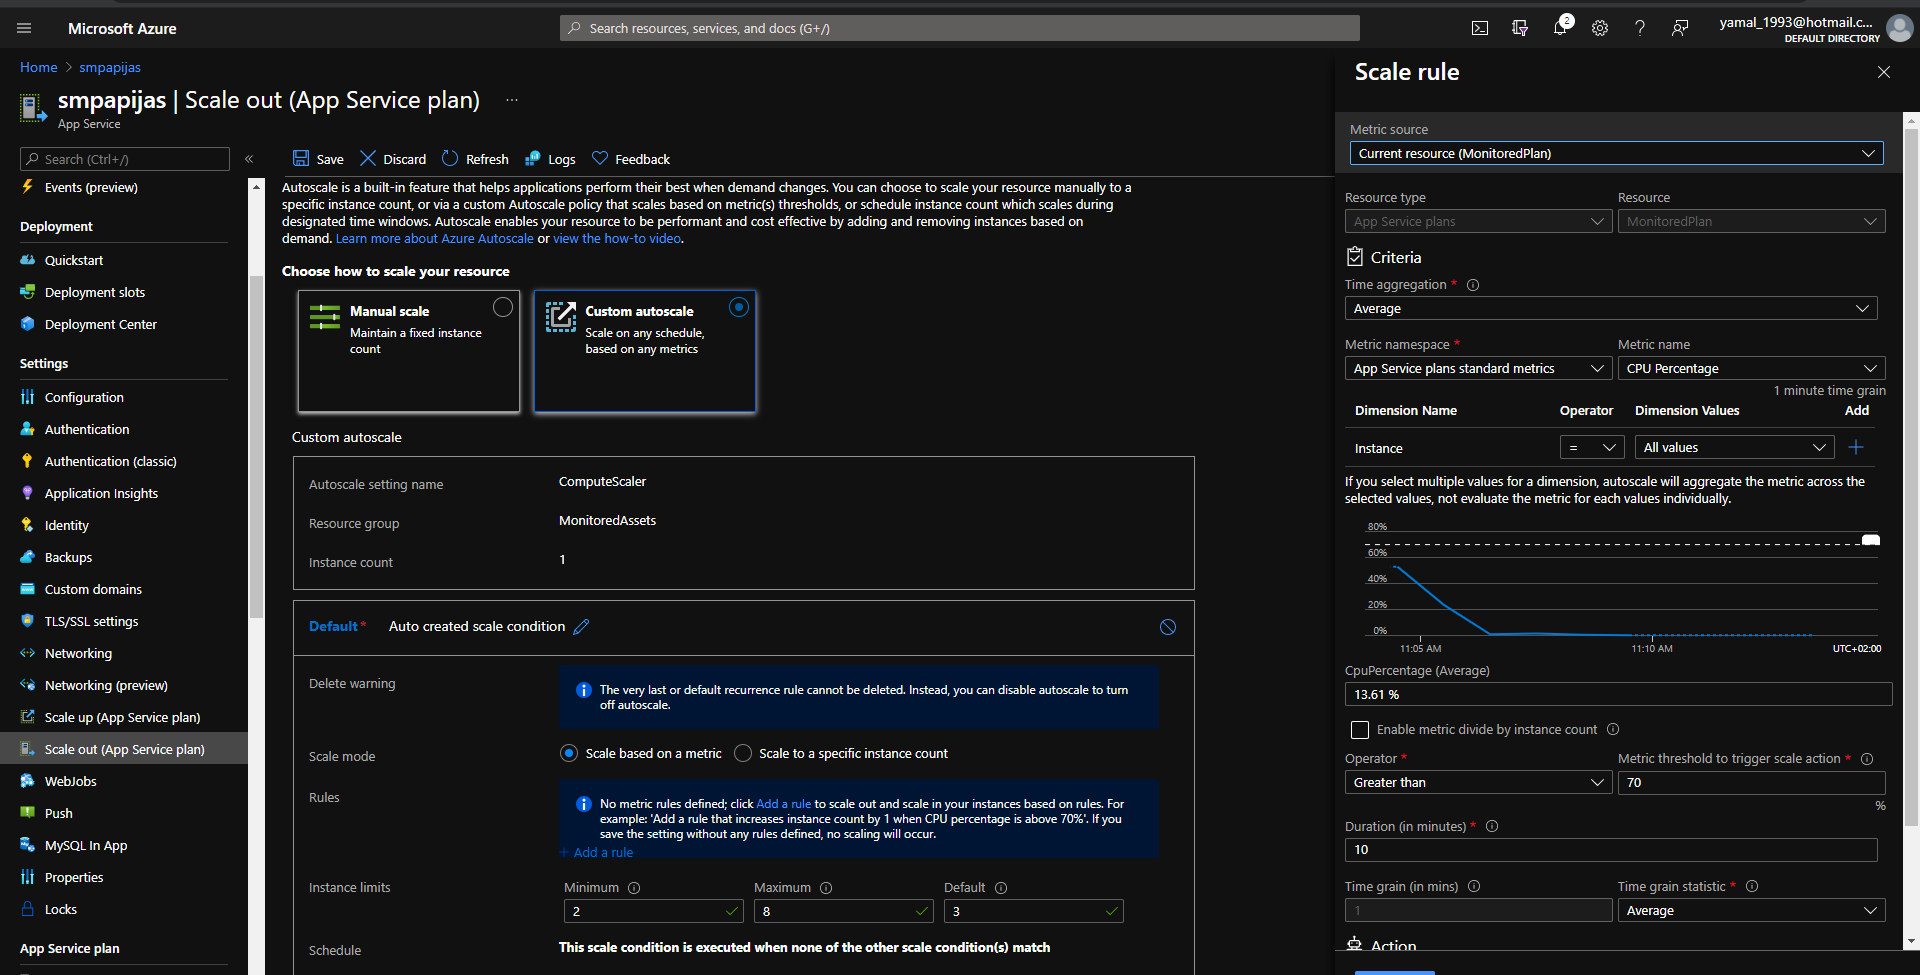 Microsoft Azure
Search resources, services, and docs (G+/)
2
yamal_1993@hotmail.c...
DEFAULT DIRECTORY
Home > smpapijas
smpapijas | Scale out (App Service plan) ...
App Service
Search (Ctrl+/)
«
Events (preview)
Deployment
Quickstart
Deployment slots
Deployment Center
Settings
Configuration
Authentication
Authentication (classic)
Application Insights
Identity
Backups
Custom domains
TLS/SSL settings
Networking
Networking (preview)
Scale up (App Service plan)
Scale out (App Service plan)
WebJobs
Push
MySQL In App
Properties
Locks
App Service plan
Save Discard Refresh Logs Feedback
Autoscale is a built-in feature that helps applications perform their best when demand changes. You can choose to scale your resource manually to a
specific instance count, or via a custom Autoscale policy that scales based on metric(s) thresholds, or schedule instance count which scales during
designated time windows. Autoscale enables your resource to be performant and cost effective by adding and removing instances based on
demand. Learn more about Azure Autoscale or view the how-to video.
Choose how to scale your resource
Manual scale
Maintain a fixed instance
count
Custom autoscale
Scale on any schedule,
based on any metrics
Custom autoscale
Autoscale setting name ComputeScaler
Resource group MonitoredAssets
Instance count 1
Default* Auto created scale condition
Delete warning
The very last or default recurrence rule cannot be deleted. Instead, you can disable autoscale to turn
off autoscale.
Scale mode Scale based on a metric Scale to a specific instance count
Rules
No metric rules defined; click Add a rule to scale out and scale in your instances based on rules. For
example: 'Add a rule that increases instance count by 1 when CPU percentage is above 70%'. If you
save the setting without any rules defined, no scaling will occur.
+ Add a rule
Instance limits
Minimum Maximum Default
2 8 3
Schedule This scale condition is executed when none of the other scale condition(s) match
Scale rule
Metric source
Current resource (MonitoredPlan)
Resource type Resource
App Service plans MonitoredPlan
Criteria
Time aggregation *
Average
Metric namespace * Metric name
App Service plans standard metrics CPU Percentage
1 minute time grain
Dimension Name Operator Dimension Values Add
Instance = All values +
If you select multiple values for a dimension, autoscale will aggregate the metric across the
selected values, not evaluate the metric for each values individually.
80%
60%
40%
20%
0%
11:05 AM 11:10 AM UTC+02:00
CpuPercentage (Average)
13.61 %
Enable metric divide by instance count
Operator * Metric threshold to trigger scale action *
Greater than 70
%
Duration (in minutes) *
10
Time grain (in mins) Time grain statistic *
1 Average
Action